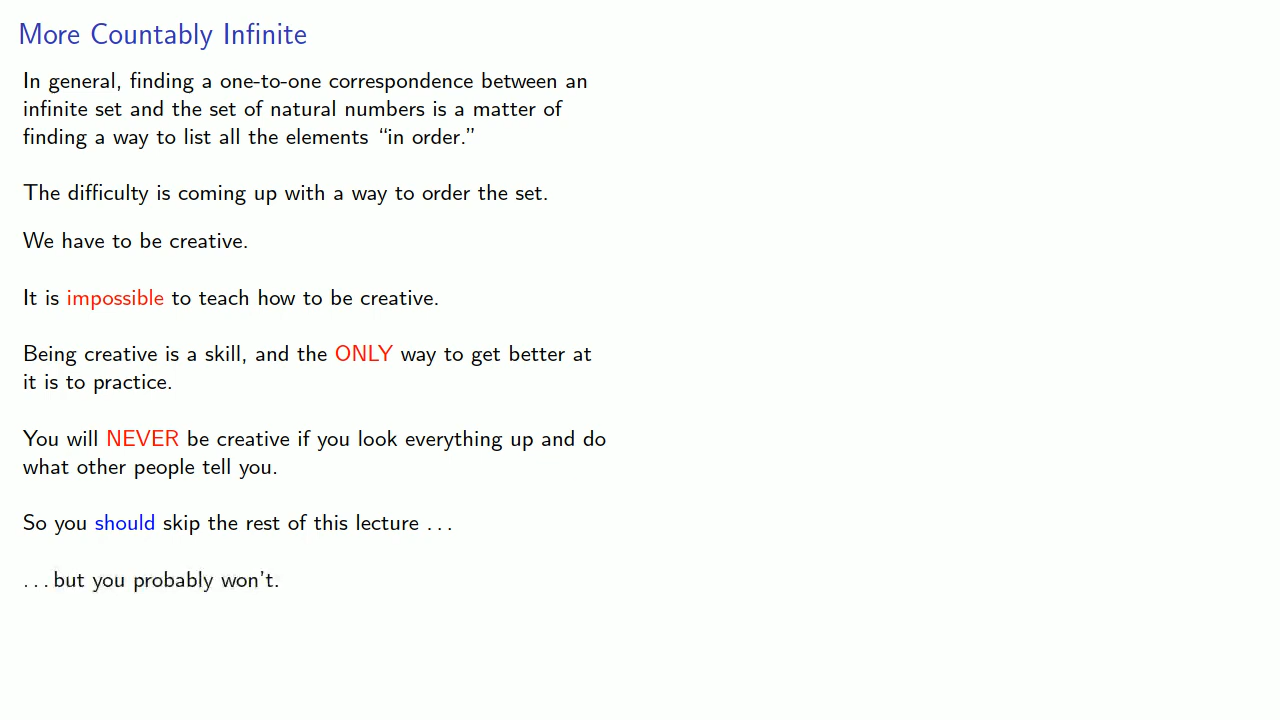 More Countably Infinite
In general, finding a one-to-one correspondence between an
infinite set and the set of natural numbers is a matter of
finding a way to list all the elements “in order.”
The difficulty is coming up with a way to order the set.
We have to be creative.
It is impossible to teach how to be creative.
Being creative is a skill, and the ONLY way to get better at
it is to practice.
You will NEVER be creative if you look everything up and do
what other people tell you.
So you should skip the rest of this lecture ...
...but you probably won't.